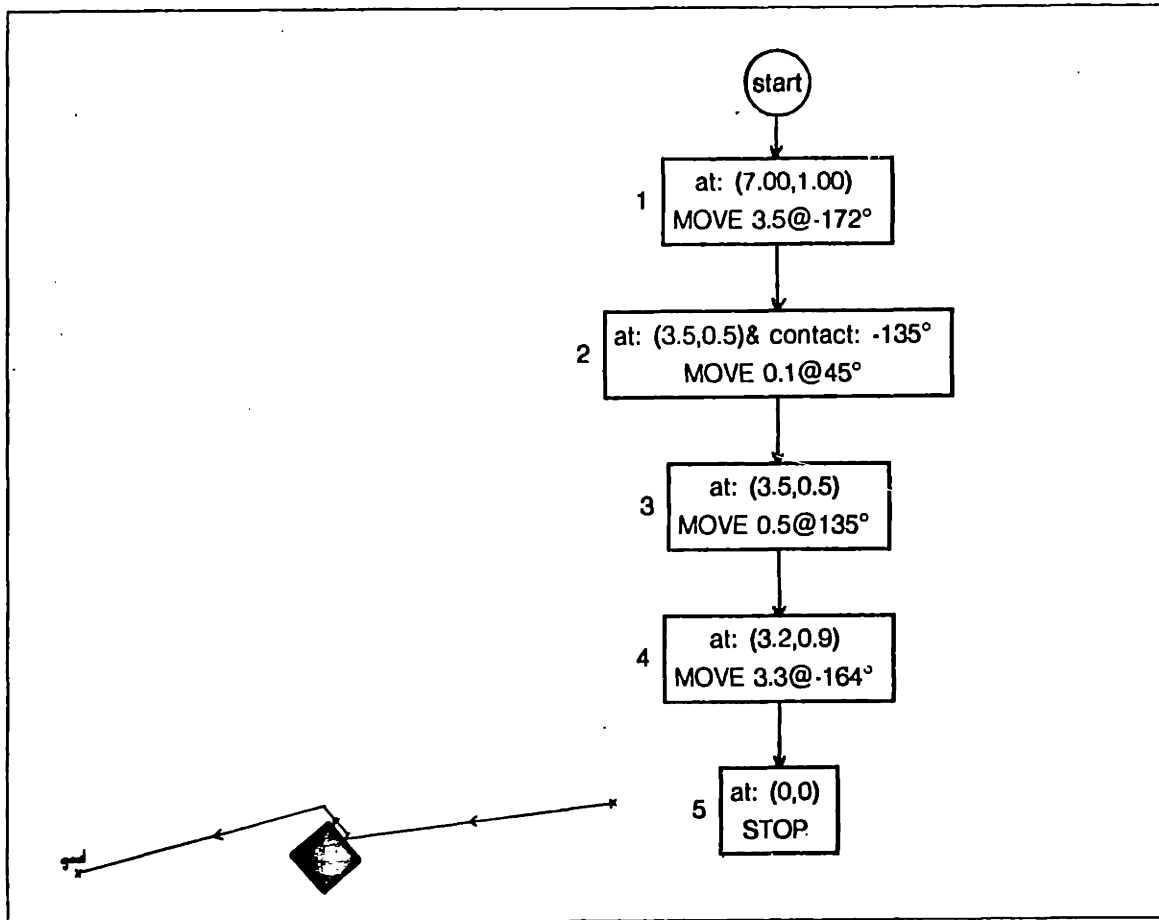 start
1
at: (7.00,1.00)
MOVE 3.5@-172°
2
at: (3.5,0.5)& contact: -135°
MOVE 0.1@45°
3
at: (3.5,0.5)
MOVE 0.5@135°
4
at: (3.2,0.9)
MOVE 3.3@-164°
5
at: (0,0)
STOP
goal